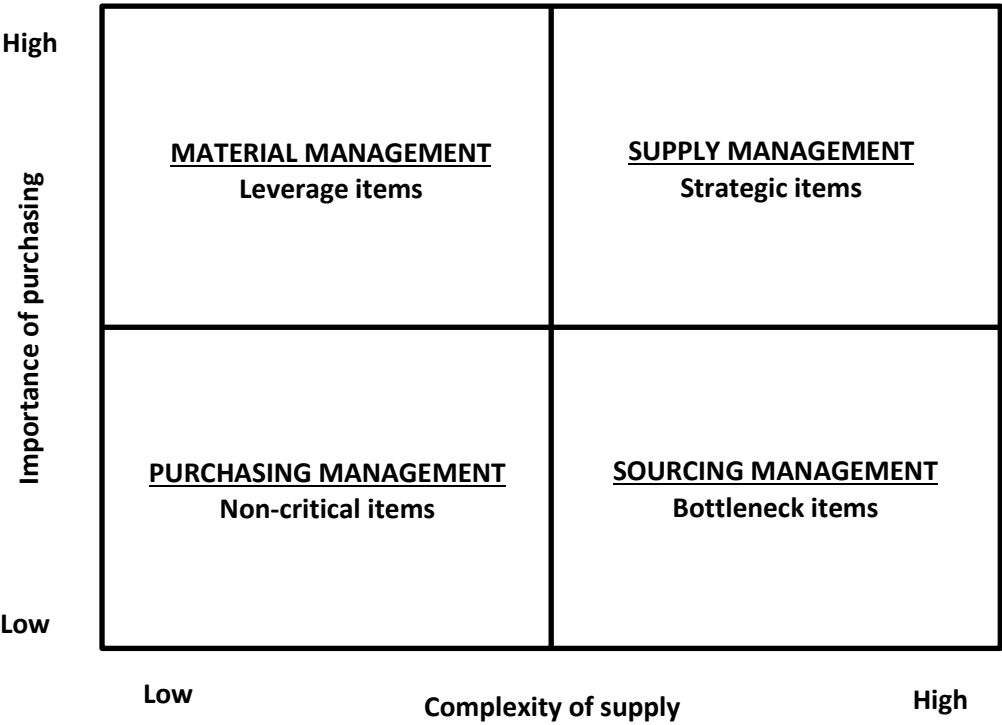 High
MATERIAL MANAGEMENT
Leverage items
SUPPLY MANAGEMENT
Strategic items
Importance of purchasing
PURCHASING MANAGEMENT
Non-critical items
SOURCING MANAGEMENT
Bottleneck items
Low
Low
Complexity of supply
High